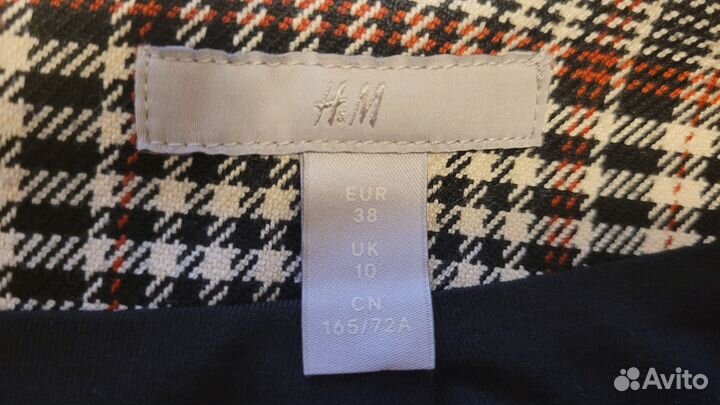 H&M
EUR
38
UK
10
CN
165/72A
Avito